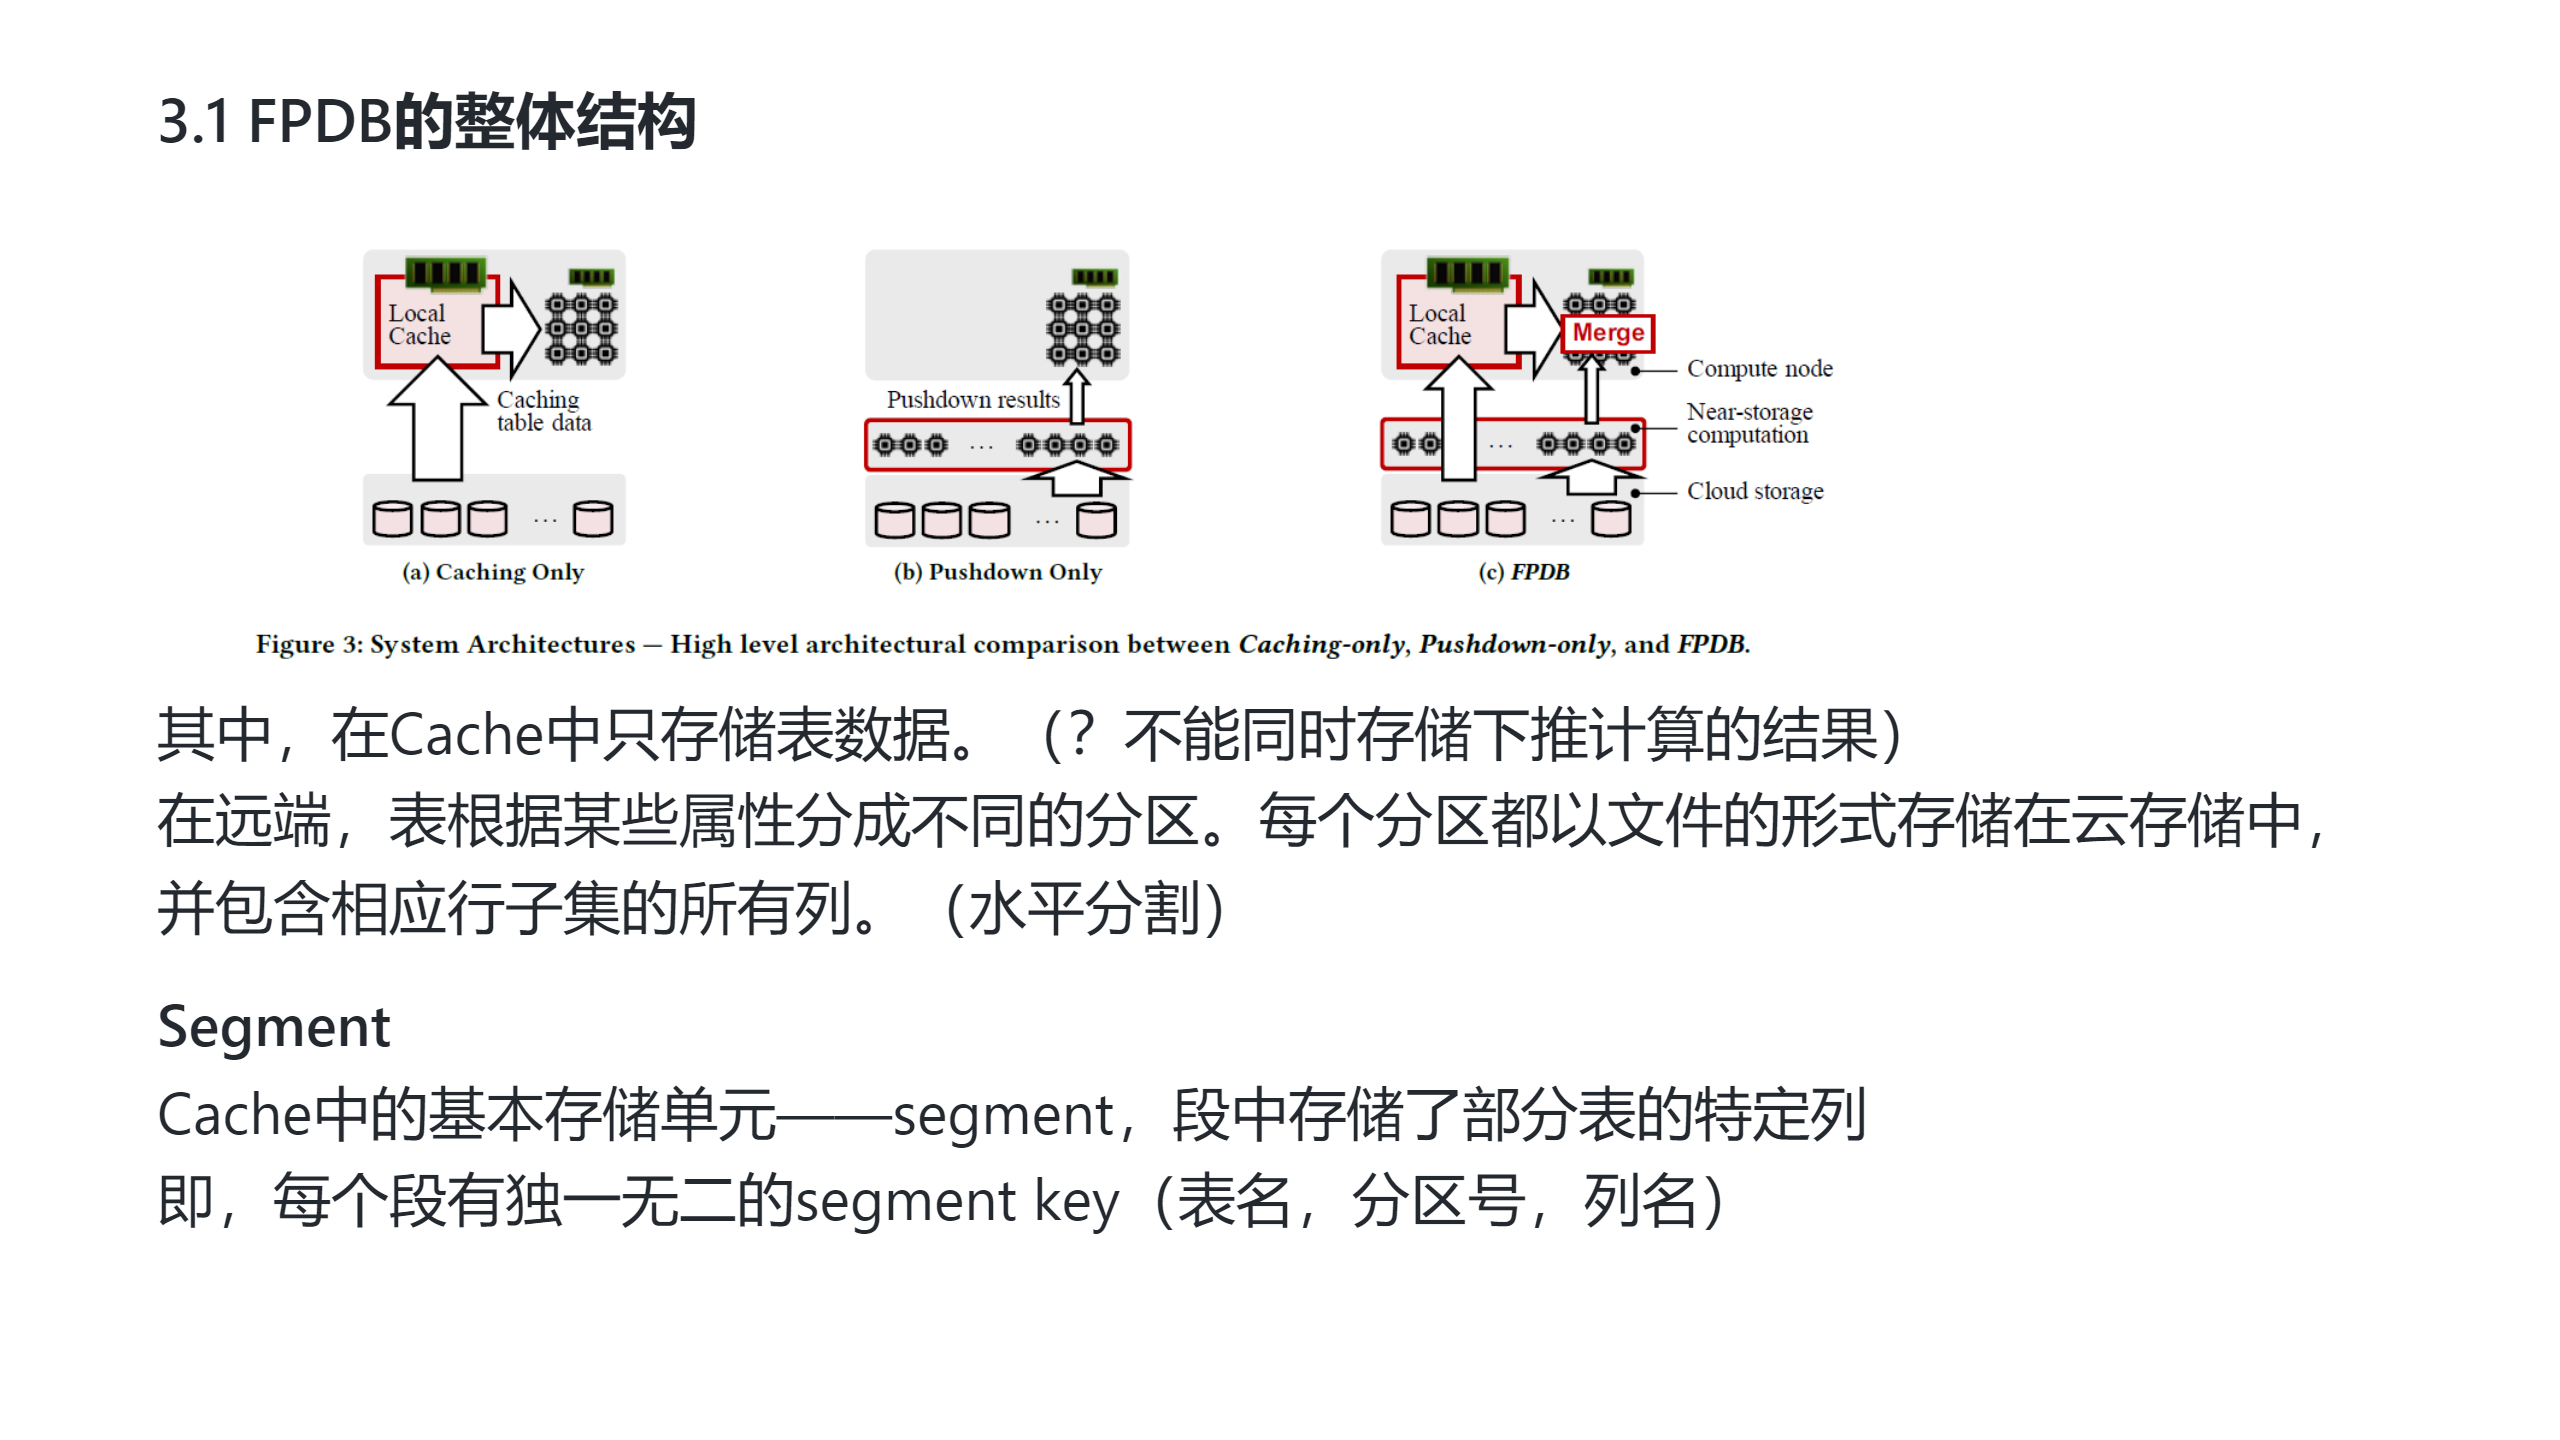 3.1 FPDB的整体结构
Local
Cache
Caching
table data
(a) Caching Only
Pushdown results
...
...
(b) Pushdown Only
Local
Cache
Merge
Compute node
Near-storage
computation
Cloud storage
...
...
(c) FPDB
Figure 3: System Architectures — High level architectural comparison between Caching-only, Pushdown-only, and FPDB.
其中，在Cache中只存储表数据。（？不能同时存储下推计算的结果）
在远端，表根据某些属性分成不同的分区。每个分区都以文件的形式存储在云存储中，
并包含相应行子集的所有列。（水平分割）
Segment
Cache中的基本存储单元——segment，段中存储了部分表的特定列
即，每个段有独一无二的segment key（表名，分区号，列名）